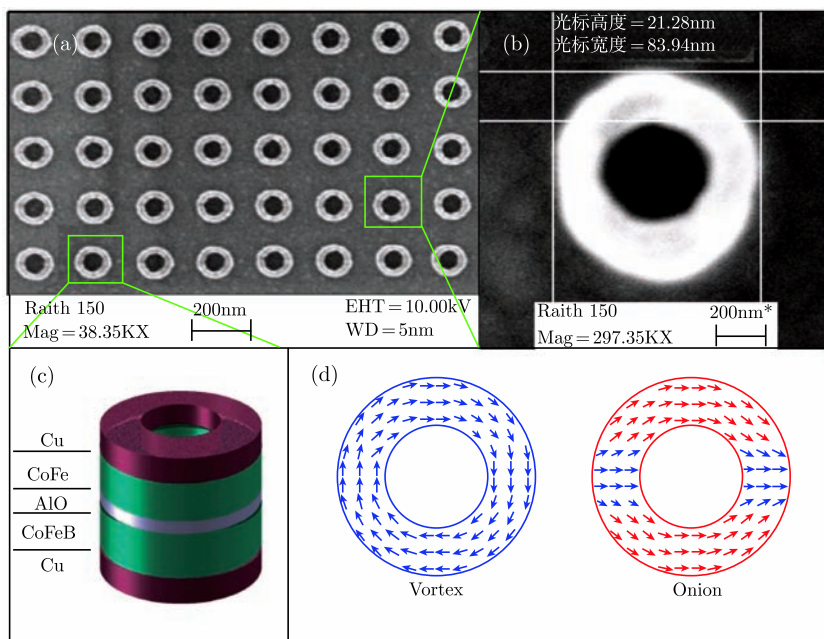 (a)
Raith 150
Mag=38.35KX
200nm
EHT=10.00kV
WD=5nm
(b)
光标高度=21.28nm
光标宽度=83.94nm
Raith 150
Mag=297.35KX
200nm*
(c)
Cu
CoFe
AlO
CoFeB
Cu
(d)
Vortex
Onion